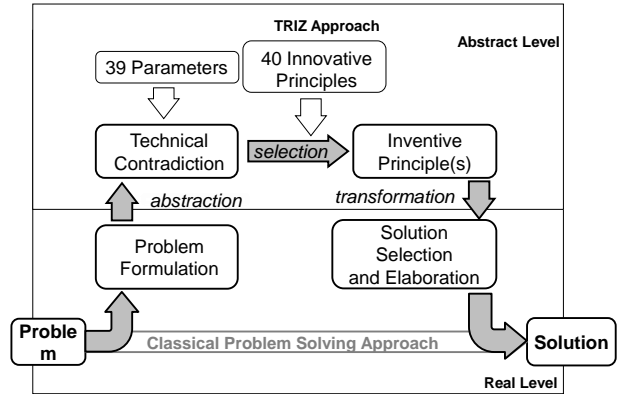 TRIZ Approach
Abstract Level
39 Parameters
40 Innovative
Principles
Technical
Contradiction
selection
Inventive
Principle(s)
abstraction
transformation
Problem
Formulation
Solution
Selection
and Elaboration
Proble
m
Classical Problem Solving Approach
Solution
Real Level